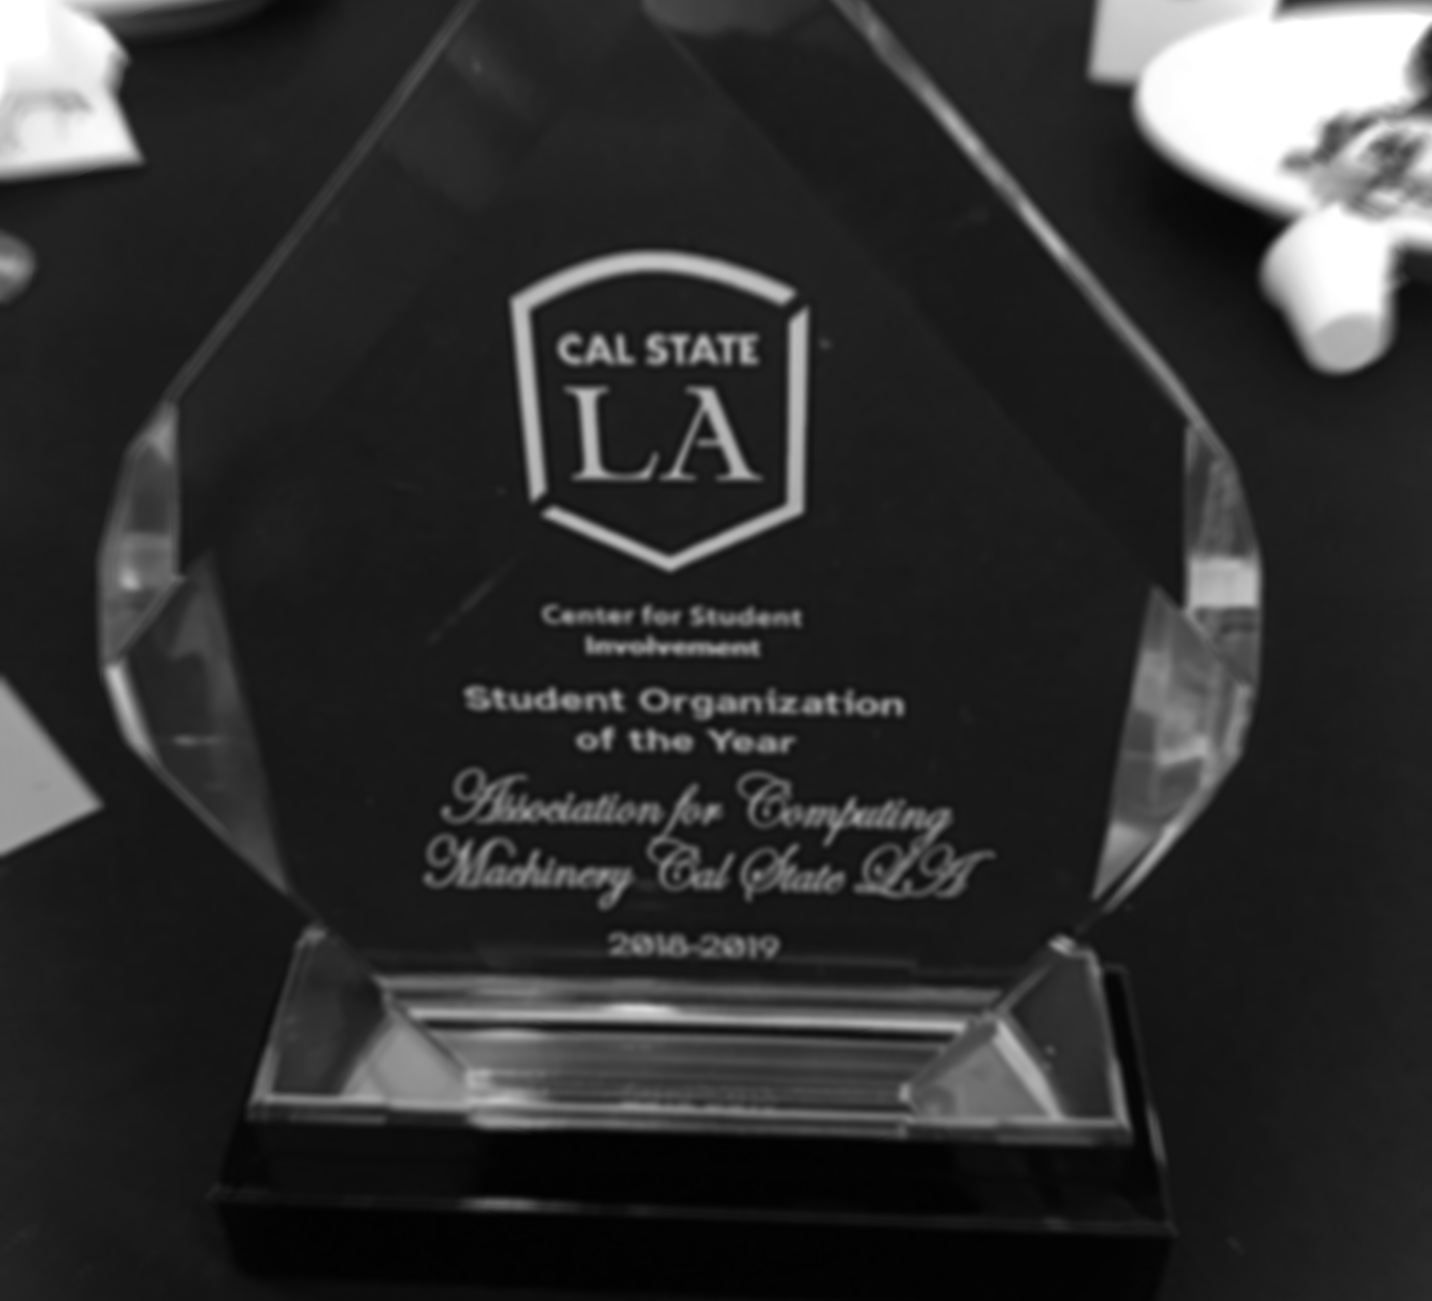 CAL STATE
LA
Center for Student
Involvement
Student Organization
of the Year
Association for Computing
Machinery Cal State LA
2018-2019